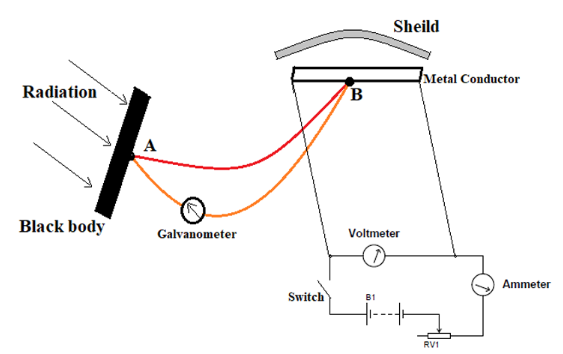 Sheild
Radiation
Metal Conductor
B
A
Black body
Galvanometer
Voltmeter
Ammeter
Switch
B1
RV1